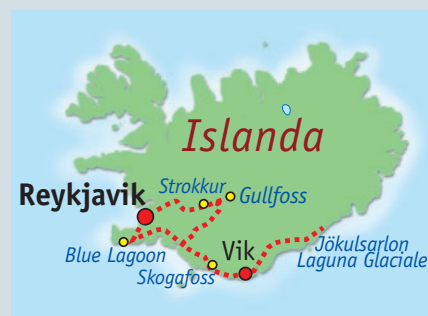 Islanda
Strokkur
Gullfoss
Reykjavik
Blue Lagoon
Vik
Skogafoss
Jökulsarlon
Laguna Glaciale